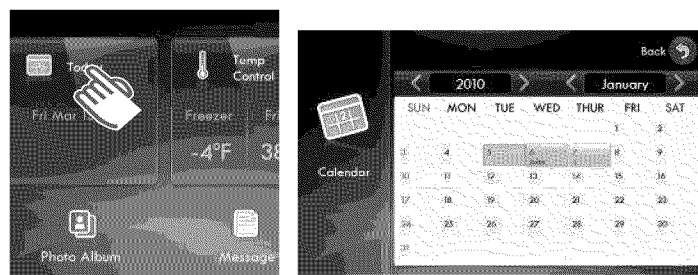 Temp
Control
Fri Mar
Freezer
-4°F
38
Photo Album
Message
Back
2010
January
SUN MON TUE WED THUR FRI SAT
1 2
3 4 5 6 7 8 9
10 11 12 13 14 15 16
17 18 19 20 21 22 23
24 25 26 27 28 29 30
31
Calendar